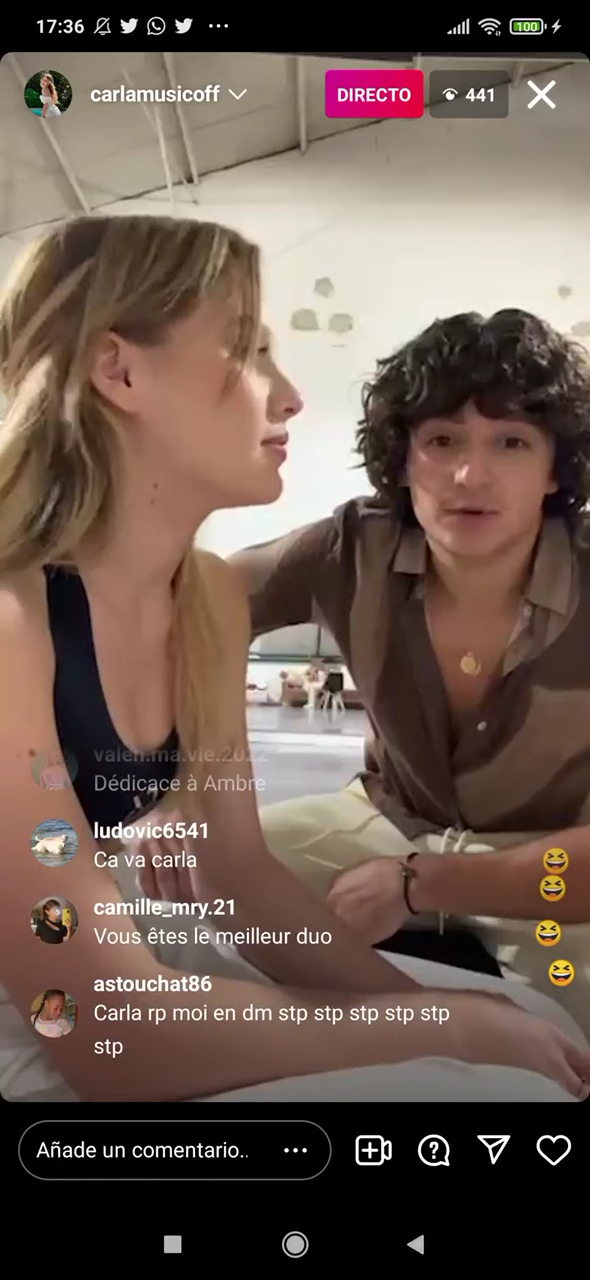 17:36
100
carlamusicoff
DIRECTO
441
valen.ma.vie.2022
Dédicace à Ambre
ludovic6541
Ca va carla
camille_mry.21
Vous êtes le meilleur duo
astouchat86
Carla rp moi en dm stp stp stp stp stp
stp
Añade un comentario..